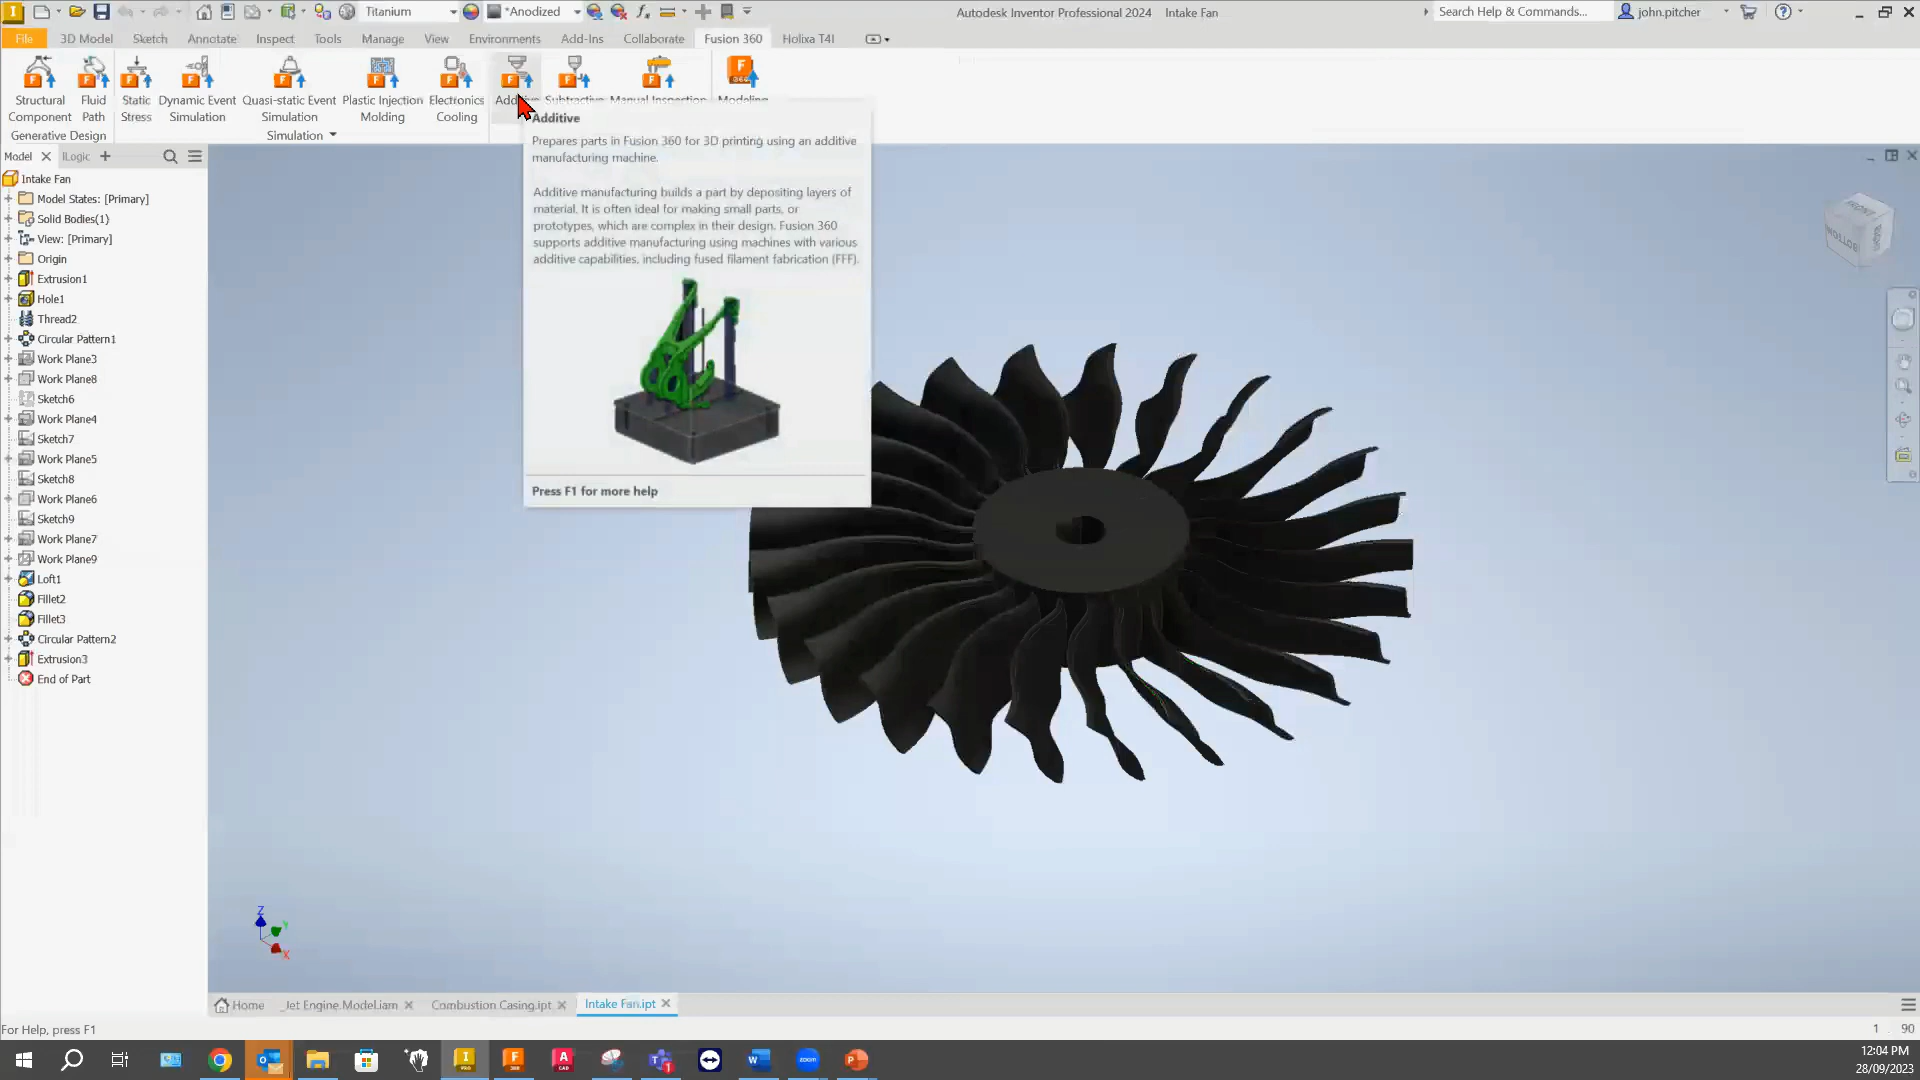 Titanium
*Anodized
Autodesk Inventor Professional 2024
Intake Fan
Search Help & Commands...
john.pitcher
File
3D Model
Sketch
Annotate
Inspect
Tools
Manage
View
Environments
Add-Ins
Collaborate
Fusion 360
Holixa T4I
Structural
Component
Fluid
Path
Static
Stress
Dynamic Event
Simulation
Quasi-static Event
Simulation
Plastic Injection
Molding
Electronics
Cooling
Additive
Subtractive
Manual Inspection
Modeling
Generative Design
Simulation
Additive
Prepares parts in Fusion 360 for 3D printing using an additive
manufacturing machine.
Additive manufacturing builds a part by depositing layers of
material. It is often ideal for making small parts, or
prototypes, which are complex in their design. Fusion 360
supports additive manufacturing using machines with various
additive capabilities, including fused filament fabrication (FFF).
Press F1 for more help
Model
iLogic
Intake Fan
Model States: [Primary]
Solid Bodies(1)
View: [Primary]
Origin
Extrusion1
Hole1
Thread2
Circular Pattern1
Work Plane3
Work Plane8
Sketch6
Work Plane4
Sketch7
Work Plane5
Sketch8
Work Plane6
Sketch9
Work Plane7
Work Plane9
Loft1
Fillet2
Fillet3
Circular Pattern2
Extrusion3
End of Part
FRONT
BOTTOM
RIGHT
Z
Y
X
Home
_Jet Engine Model.iam
Combustion Casing.ipt
Intake Fan.ipt
For Help, press F1
1
90
12:04 PM
28/09/2023